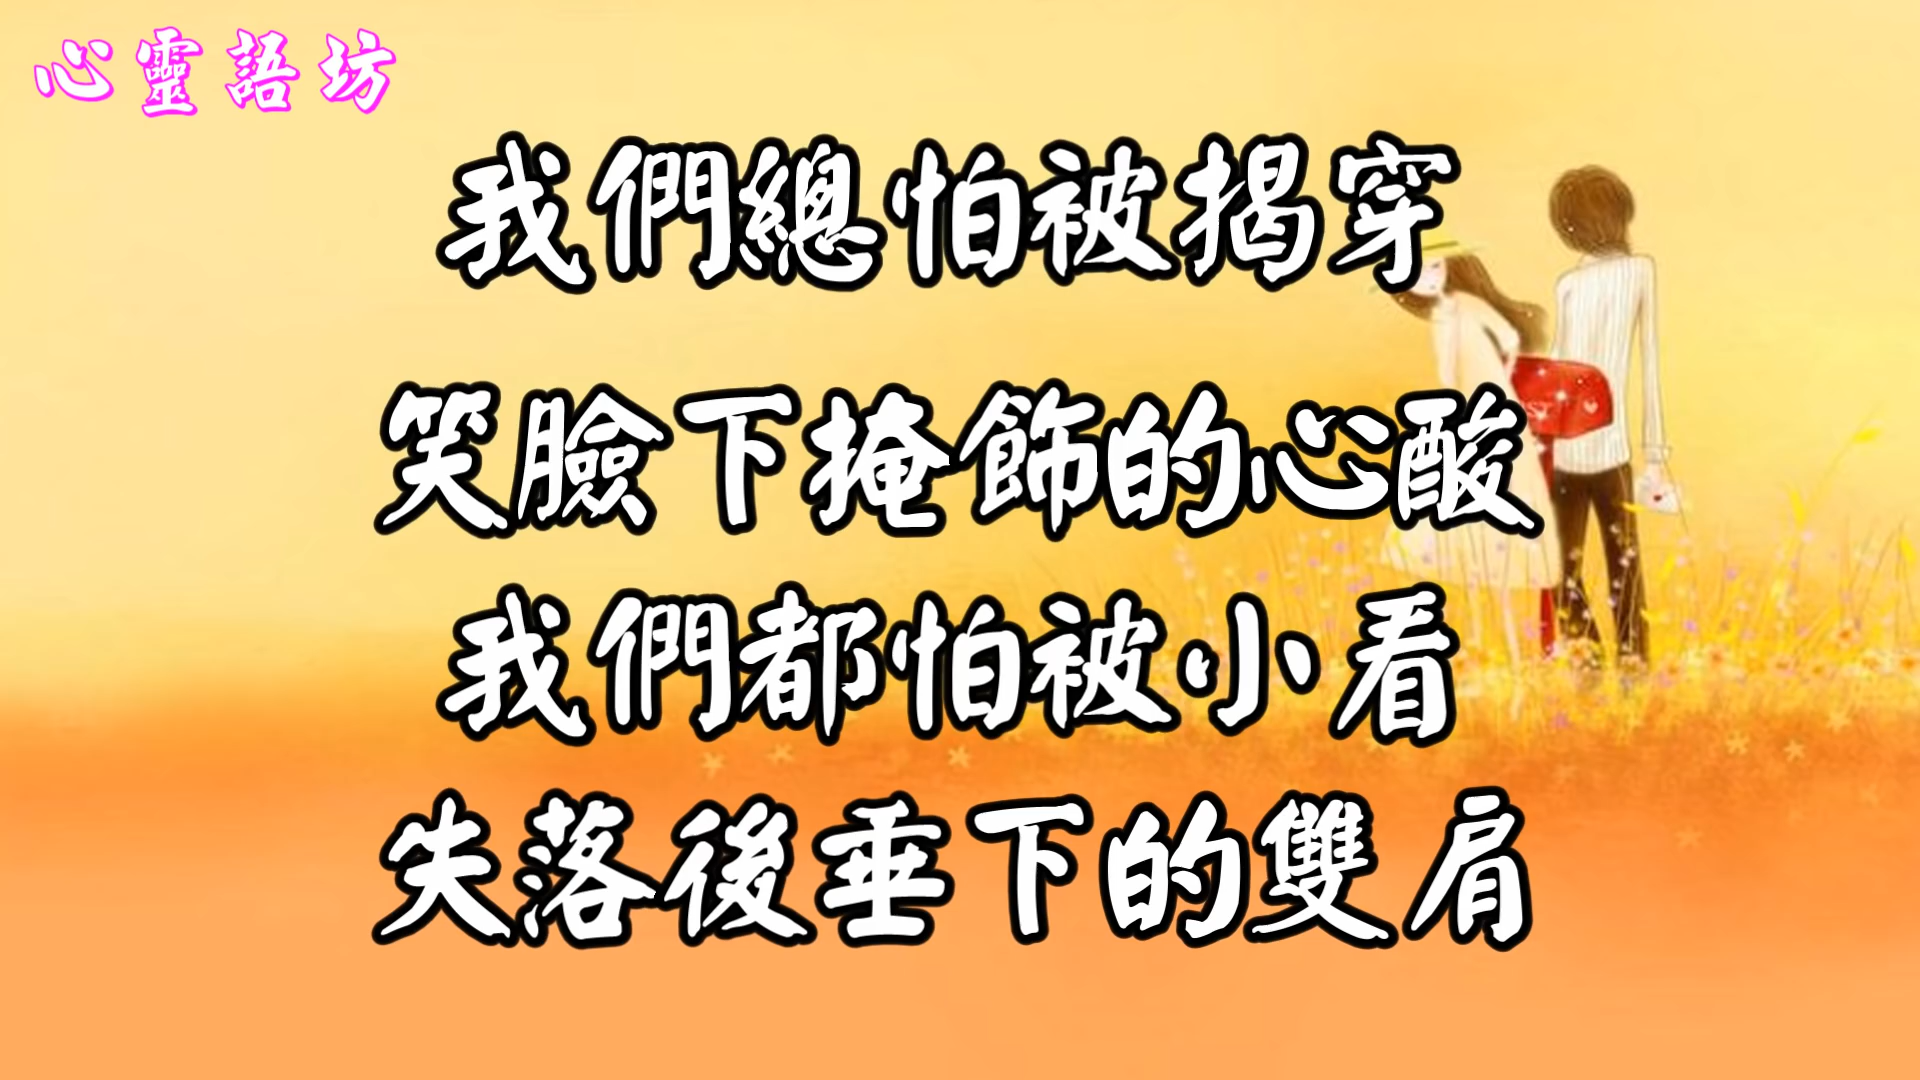 心靈語坊
我們總怕被揭穿
笑臉下掩飾的心酸
我們都怕被小看
失落後垂下的雙肩